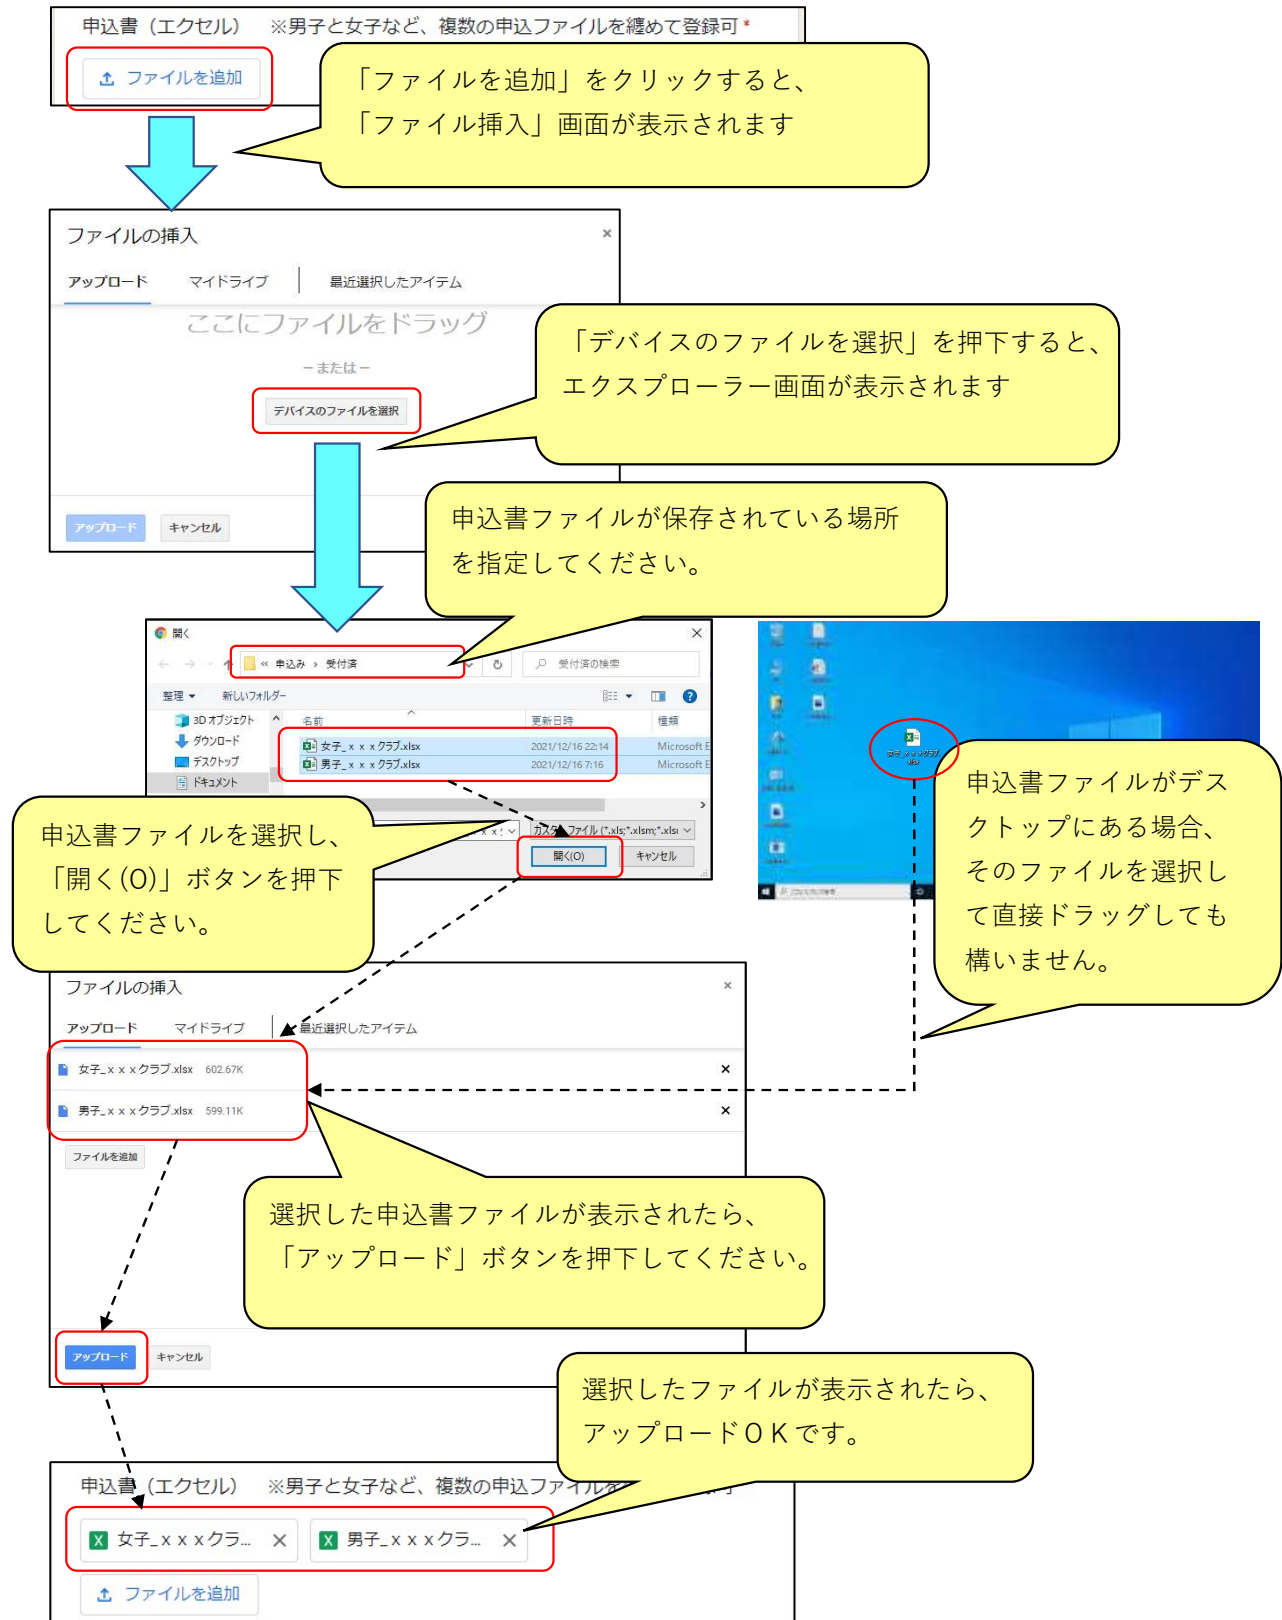 申込書（エクセル）　※男子と女子など、複数の申込ファイルを纏めて登録可 *
ファイルを追加
「ファイルを追加」をクリックすると、
「ファイル挿入」画面が表示されます
ファイルの挿入
×
アップロード　マイドライブ　最近選択したアイテム
ここにファイルをドラッグ
－または－
デバイスのファイルを選択
「デバイスのファイルを選択」を押下すると、
エクスプローラー画面が表示されます
アップロード　キャンセル
申込書ファイルが保存されている場所
を指定してください。
開く
« 申込み › 受付済
受付済の検索
整理　新しいフォルダー
3D オブジェクト
ダウンロード
デスクトップ
ドキュメント
名前　更新日時　種類
女子_ｘｘｘクラブ.xlsx　2021/12/16 22:14　Microsoft E
男子_ｘｘｘクラブ.xlsx　2021/12/16 7:16　Microsoft E
(*.xls;*.xlsm;*.xlsx
開く(O)　キャンセル
女子_ｘｘｘクラブ
.xlsx
申込書ファイルを選択し、
「開く(O)」ボタンを押下
してください。
申込書ファイルがデス
クトップにある場合、
そのファイルを選択し
て直接ドラッグしても
構いません。
ファイルの挿入
×
アップロード　マイドライブ　最近選択したアイテム
女子_ｘｘｘクラブ.xlsx　602.67K　×
男子_ｘｘｘクラブ.xlsx　599.11K　×
ファイルを追加
選択した申込書ファイルが表示されたら、
「アップロード」ボタンを押下してください。
アップロード　キャンセル
選択したファイルが表示されたら、
アップロードＯＫです。
申込書（エクセル）　※男子と女子など、複数の申込ファイルを
女子_ｘｘｘクラ...　×　男子_ｘｘｘクラ...　×
ファイルを追加